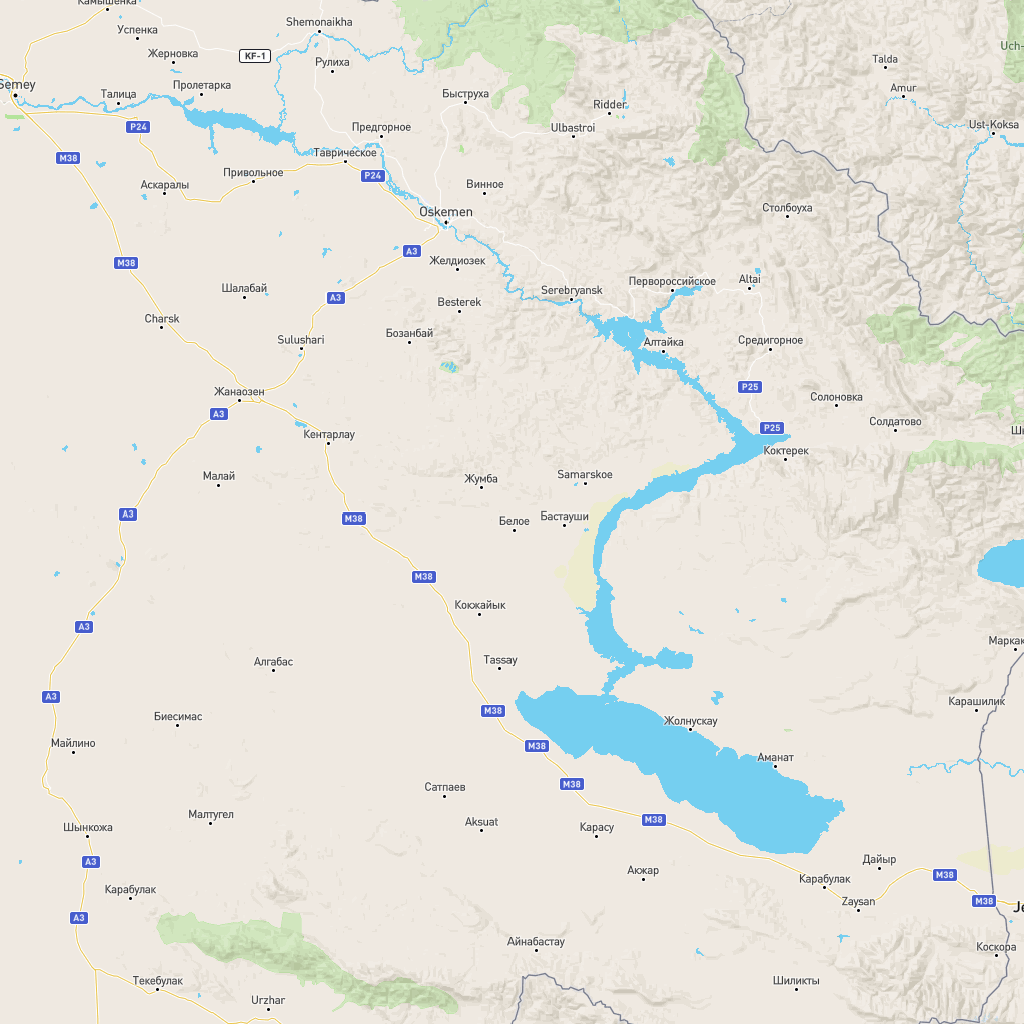 Камышенка
Успенка
Shemonaikha
Жерновка
KF-1
Рулиха
Talda
Uch-
Semey
Талица
Пролетарка
Быструха
Ridder
Amur
P24
Предгорное
Ulbastroi
Ust-Koksa
M38
Таврическое
P24
Аскаралы
Привольное
Винное
Oskemen
Столбоуха
A3
M38
Желдиозек
Шалабай
A3
Besterek
Serebryansk
Первороссийское
Altai
Charsk
Sulushari
Бозанбай
Алтайка
Средигорное
Жанаозен
P25
Солоновка
A3
Кентарлау
P25
Солдатово
Коктерек
Малай
Жумба
Samarskoe
A3
M38
Белое
Бастауши
M38
Кокжайык
A3
Маркак
Алгабас
Tassay
A3
Биесимас
M38
Жолнускау
Карашилик
Майлино
M38
Аманат
Сатпаев
M38
Малтугел
Aksuat
Карасу
M38
Шынкожа
A3
Акжар
Дайыр
M38
Карабулак
Карабулак
Zaysan
M38
Je
A3
Айнабастау
Коскора
Текебулак
Шиликты
Urzhar